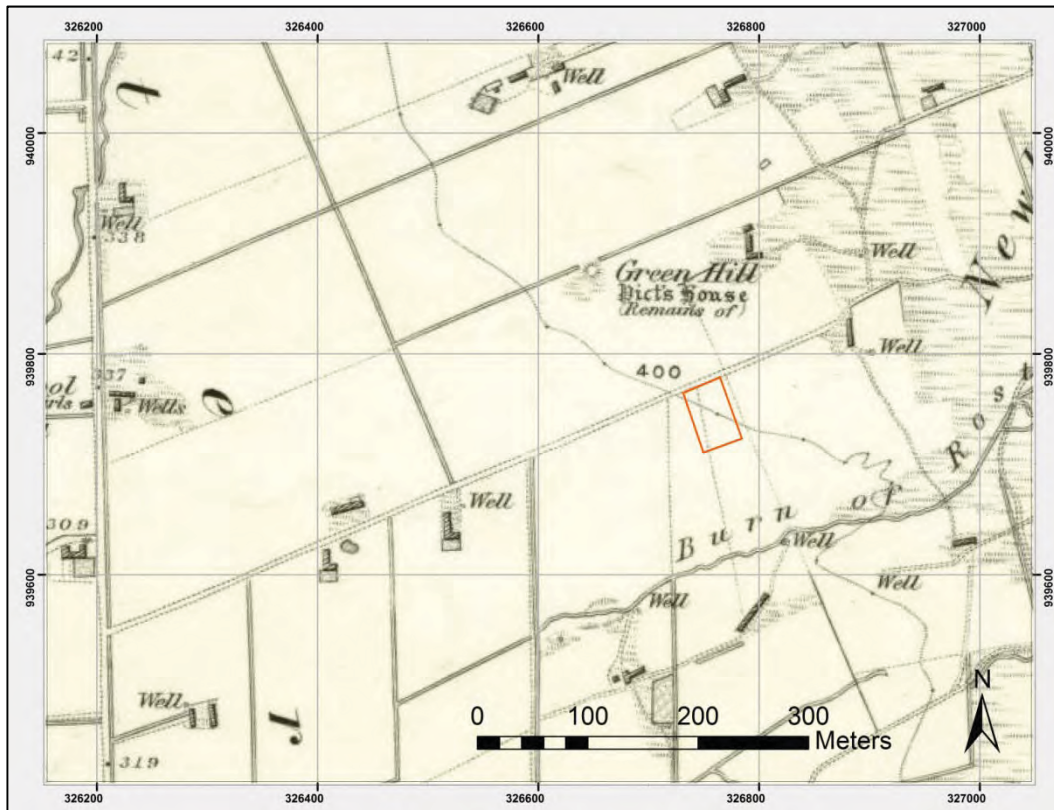 326200 326400 326600 326800 327000
42
Well
t
940000
940000
Well
338
New
Well
Green Hill
Pict's House
(Remains of)
Well
939800
939800
400
337
Wells
e
Rost
309
Well
Burn of
Well
Well
939600
939600
Well
Well
r
319
N
0 100 200 300
Meters
326200 326400 326600 326800 327000